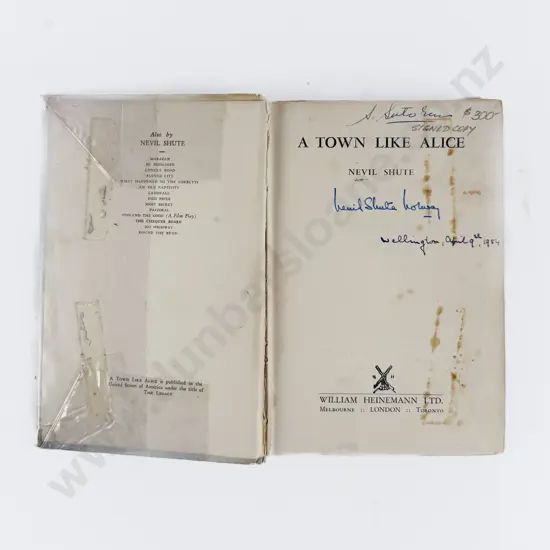 Also by
NEVIL SHUTE
MARAZAN
SO DISDAINED
LONELY ROAD
RUINED CITY
WHAT HAPPENED TO THE CORBETTS
AN OLD CAPTIVITY
LANDFALL
PIED PIPER
MOST SECRET
PASTORAL
VINLAND THE GOOD (A Film Play)
THE CHEQUER BOARD
NO HIGHWAY
ROUND THE BEND
A TOWN LIKE ALICE is published in the
United States of America under the title of
THE LEGACY
$300
SIGNED COPY
A TOWN LIKE ALICE
NEVIL SHUTE
Nevil Shute Norway
Wellington, April 9th, 1954
"H"
WILLIAM HEINEMANN LTD.
MELBOURNE :: LONDON :: TORONTO